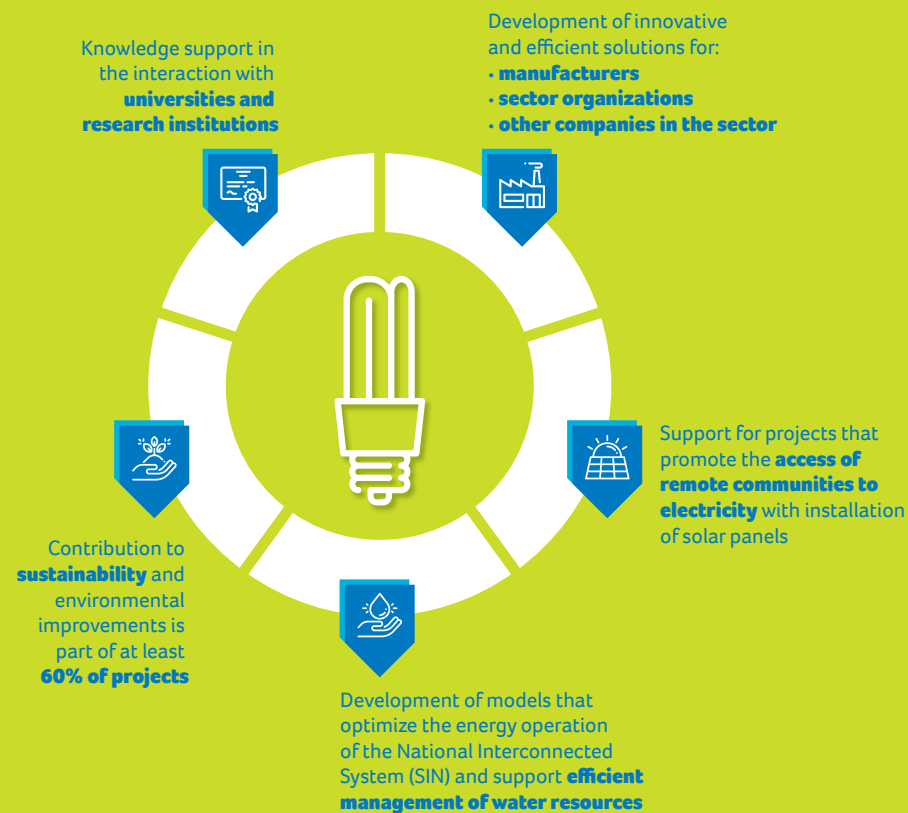 Knowledge support in
the interaction with
universities and
research institutions
Development of innovative
and efficient solutions for:
• manufacturers
• sector organizations
• other companies in the sector
Support for projects that
promote the access of
remote communities to
electricity with installation
of solar panels
Development of models that
optimize the energy operation
of the National Interconnected
System (SIN) and support efficient
management of water resources
Contribution to
sustainability and
environmental
improvements is
part of at least
60% of projects